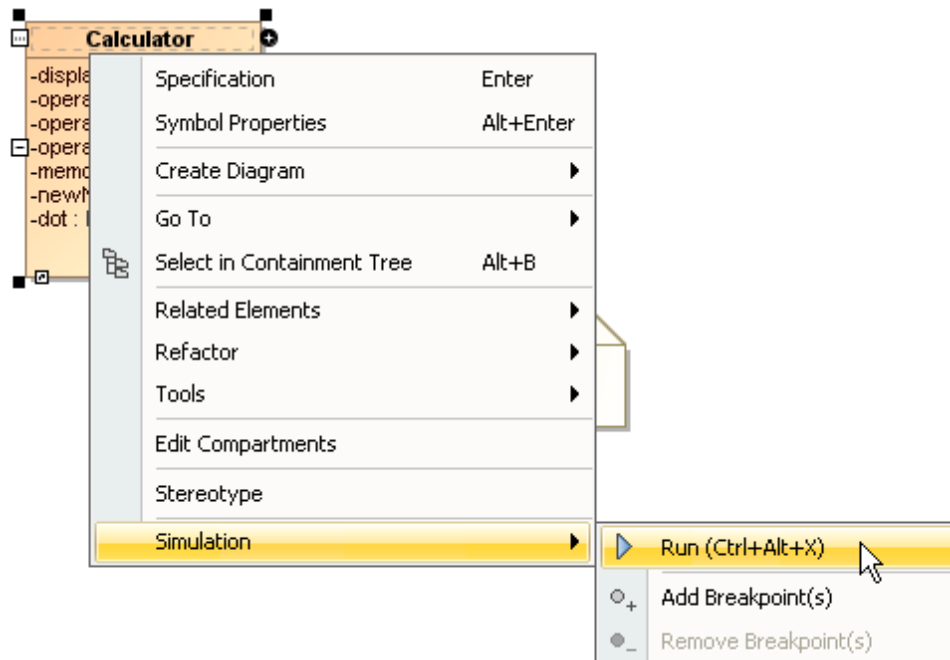 Calculator
-displa
-opera
-opera
-opera
-memo
-newN
-dot :
Specification Enter
Symbol Properties Alt+Enter
Create Diagram
Go To
Select in Containment Tree Alt+B
Related Elements
Refactor
Tools
Edit Compartments
Stereotype
Simulation
Run (Ctrl+Alt+X)
Add Breakpoint(s)
Remove Breakpoint(s)